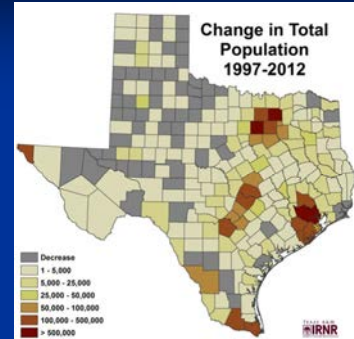 Change in Total
Population
1997-2012
Decrease
1 - 5,000
5,000 - 25,000
25,000 - 50,000
50,000 - 100,000
100,000 - 500,000
> 500,000
TEXAS A&M
IRNR